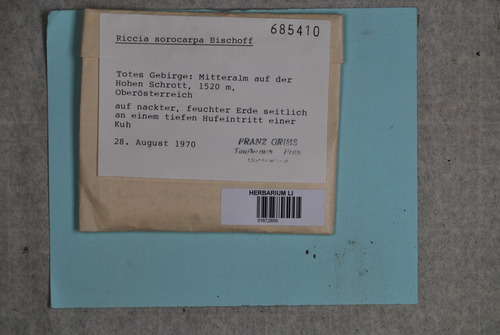 685410
Riccia sorocarpa Bischoff
Totes Gebirge: Mitteralm auf der
Hohen Schrott, 1520 m,
Oberösterreich
auf nackter, feuchter Erde seitlich
an einem tiefen Hufeintritt einer
Kuh
28. August 1970
FRANZ GRIMS
HERBARIUM LI